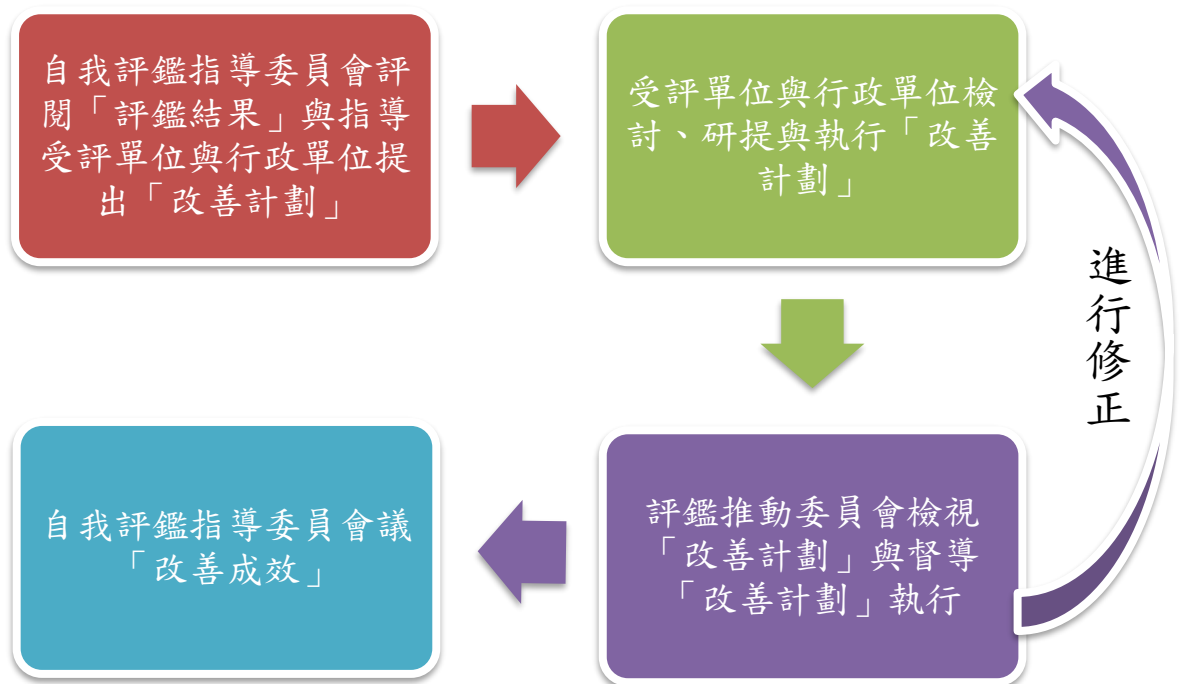 自我評鑑指導委員會評
閱「評鑑結果」與指導
受評單位與行政單位提
出「改善計劃」
受評單位與行政單位檢
討、研提與執行「改善
計劃」
進行修正
評鑑推動委員會檢視
「改善計劃」與督導
「改善計劃」執行
自我評鑑指導委員會議
「改善成效」